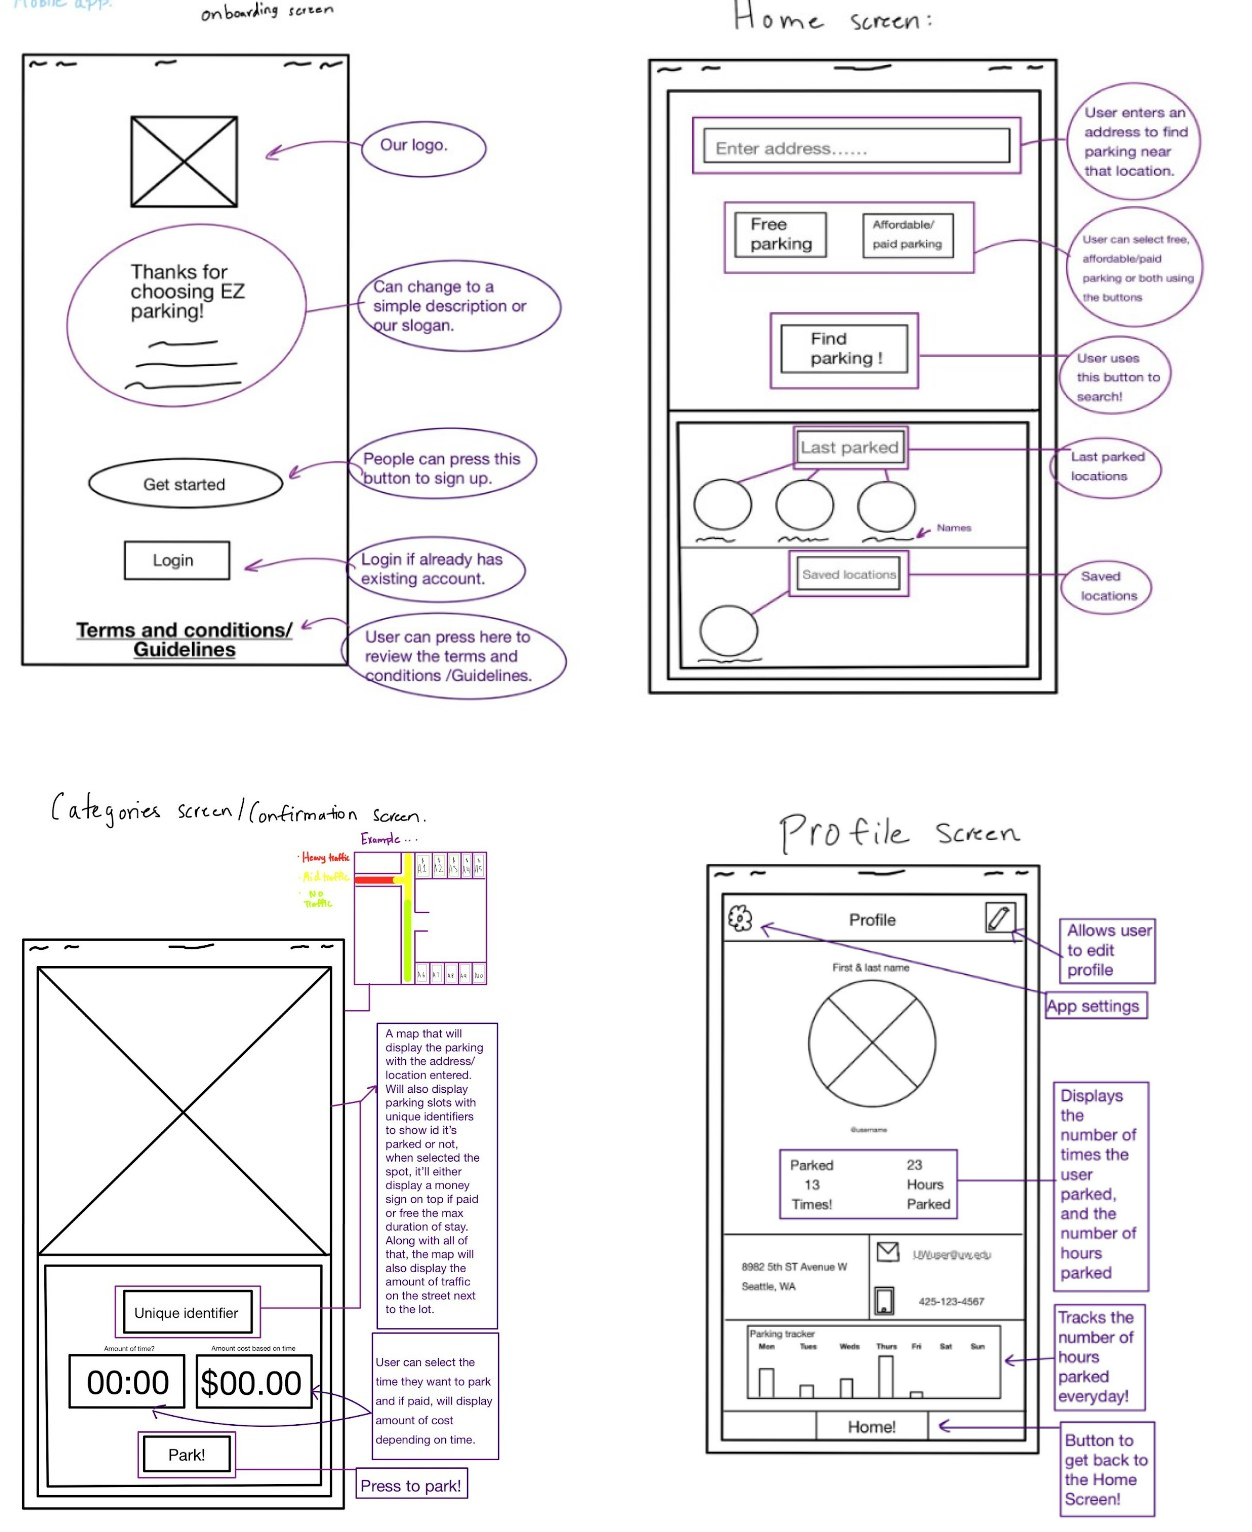 Mobile app.
onboarding screen
Our logo.
Thanks for
choosing EZ
parking!
Can change to a
simple description or
our slogan.
Get started
People can press this
button to sign up.
Login
Login if already has
existing account.
Terms and conditions/
Guidelines
User can press here to
review the terms and
conditions /Guidelines.
Home screen:
Enter address......
User enters an
address to find
parking near
that location.
Free
parking
Affordable/
paid parking
User can select free,
affordable/paid
parking or both using
the buttons
Find
parking !
User uses
this button to
search!
Last parked
Last parked
locations
Names
Saved locations
Saved
locations
Categories screen/Confirmation screen.
Example ...
· Heavy traffic
· Mid traffic
· No
traffic
A1
A2
A3
A4
A5
A6
A7
A8
A9
A10
A map that will
display the parking
with the address/
location entered.
Will also display
parking slots with
unique identifiers
to show id it's
parked or not,
when selected the
spot, it'll either
display a money
sign on top if paid
or free the max
duration of stay.
Along with all of
that, the map will
also display the
amount of traffic
on the street next
to the lot.
Unique identifier
Amount of time?
Amount cost based on time
00:00
$00.00
User can select the
time they want to park
and if paid, will display
amount of cost
depending on time.
Park!
Press to park!
Profile screen
Profile
Allows user
to edit
profile
App settings
First & last name
@username
Parked
13
Times!
23
Hours
Parked
Displays
the
number of
times the
user
parked,
and the
number of
hours
parked
8982 5th ST Avenue W
Seattle, WA
UWuser@uw.edu
425-123-4567
Parking tracker
Mon Tues Weds Thurs Fri Sat Sun
Tracks the
number of
hours
parked
everyday!
Home!
Button to
get back to
the Home
Screen!